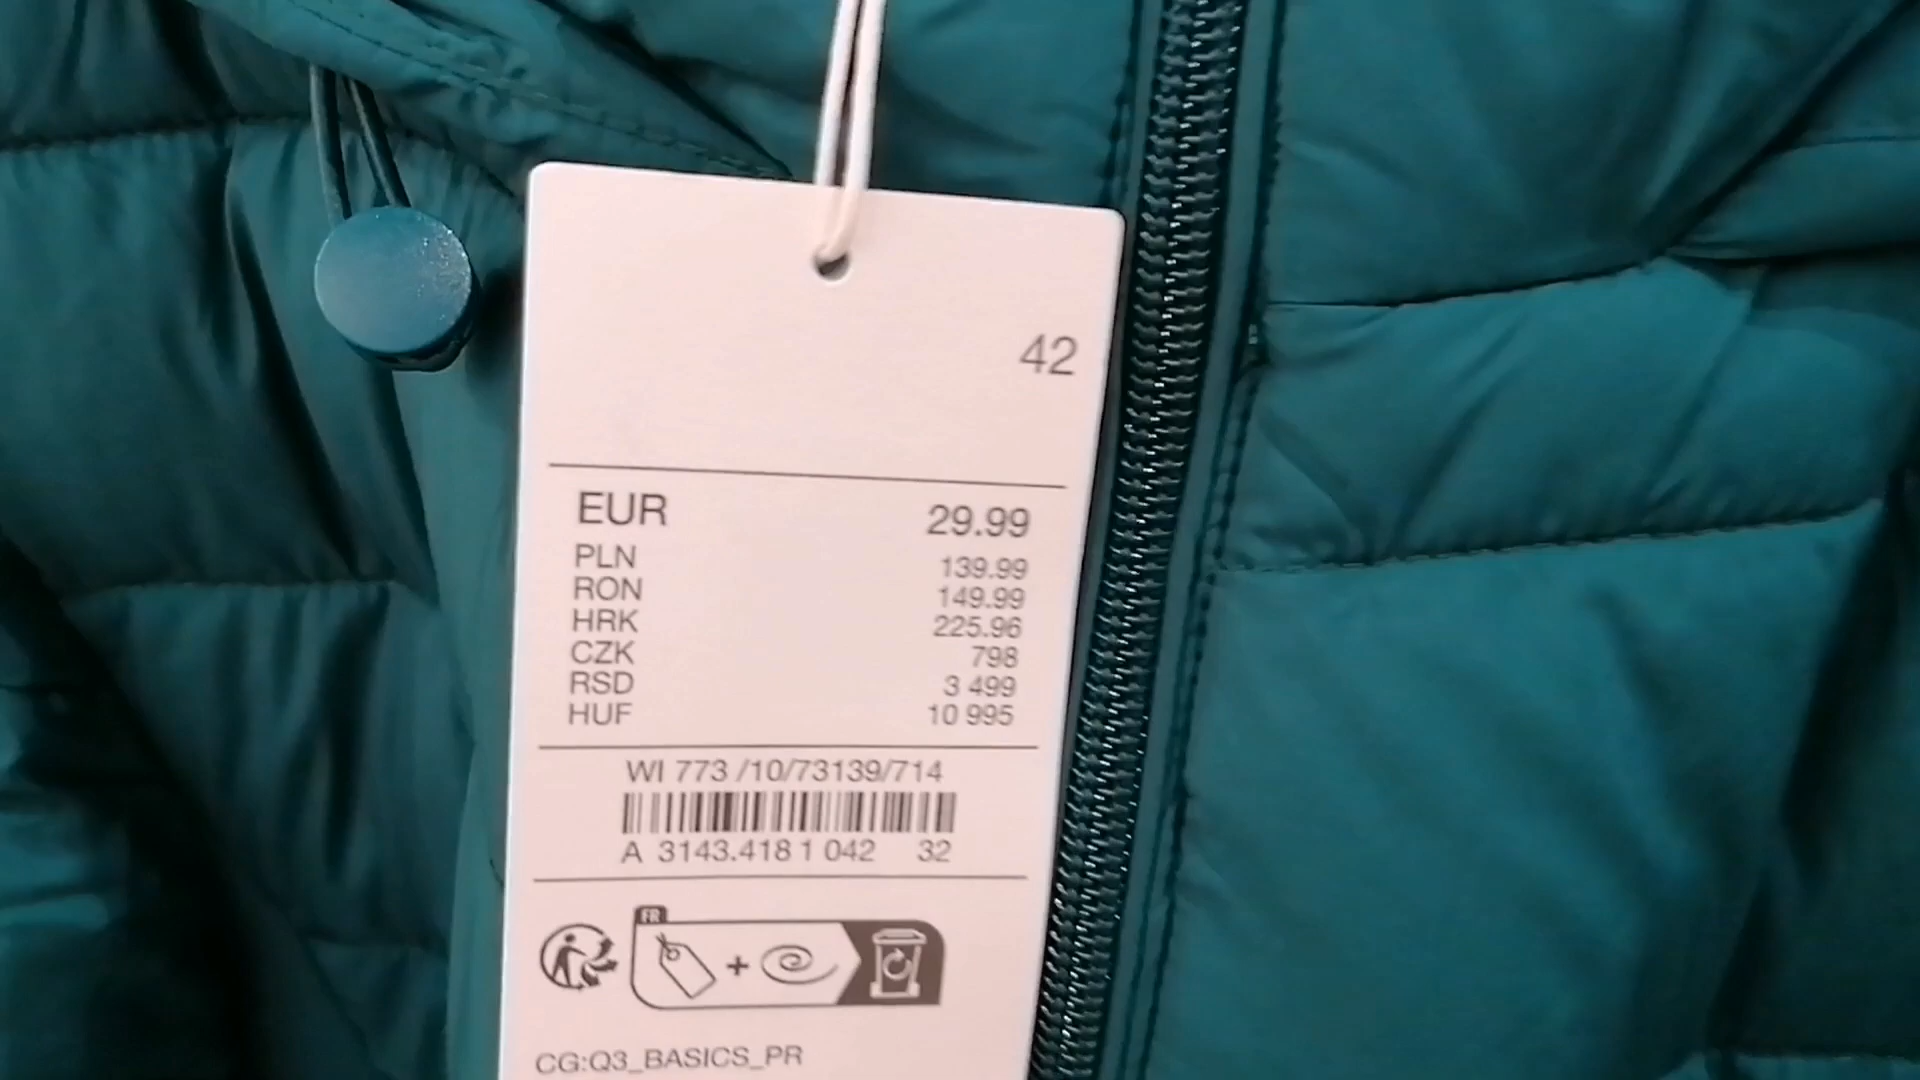 42
EUR 29.99
PLN 139.99
RON 149.99
HRK 225.96
CZK 798
RSD 3 499
HUF 10 995
WI 773 /10/73139/714
A 3143.418 1 042 32
FR
+
CG:Q3_BASICS_PR